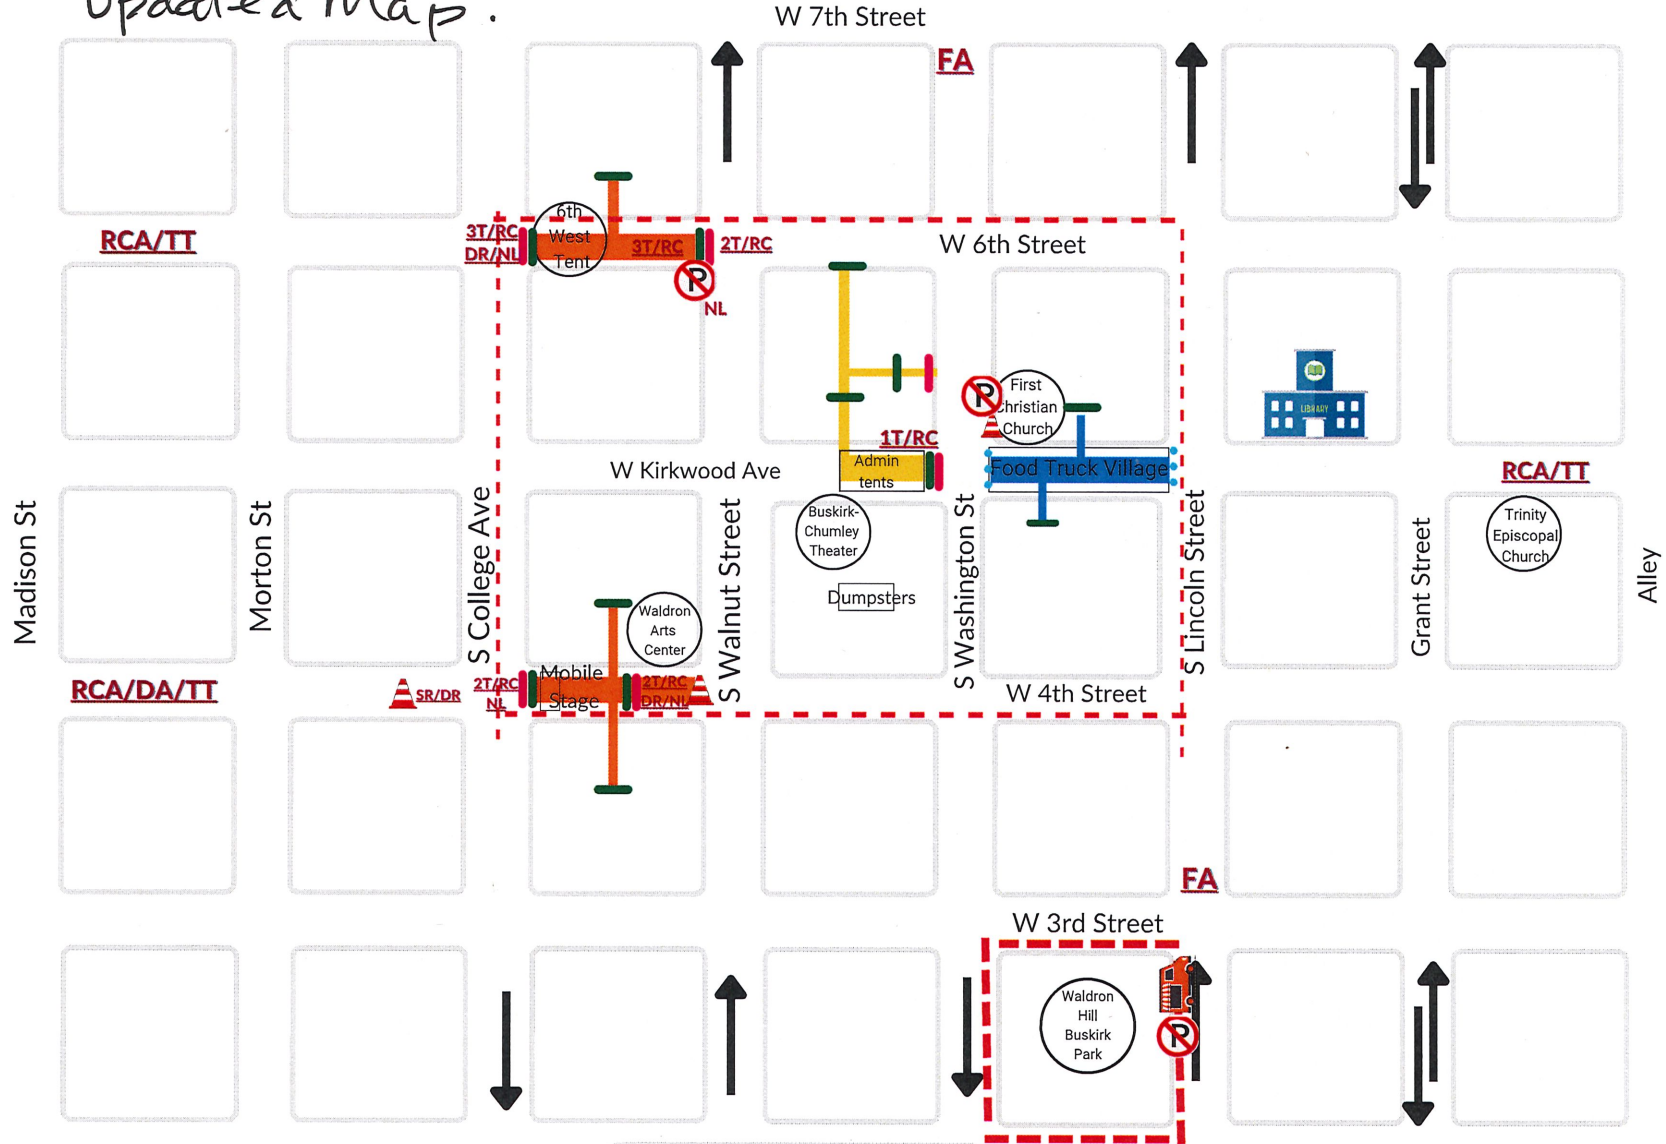 Updated Map.
W 7th Street
FA
RCA/TT
3T/RC
DR/NL
6th
West
Tent
3T/RC
2T/RC
W 6th Street
P
NL
First
Christian
Church
P
LIBRARY
1T/RC
W Kirkwood Ave
Admin
tents
Food Truck Village
RCA/TT
Buskirk-
Chumley
Theater
Trinity
Episcopal
Church
Madison St
Morton St
S College Ave
S Walnut Street
S Washington St
S Lincoln Street
Grant Street
Alley
Dumpsters
Waldron
Arts
Center
RCA/DA/TT
SR/DR
2T/RC
NL
Mobile
Stage
2T/RC
DR/NL
W 4th Street
FA
W 3rd Street
Waldron
Hill
Buskirk
Park
P